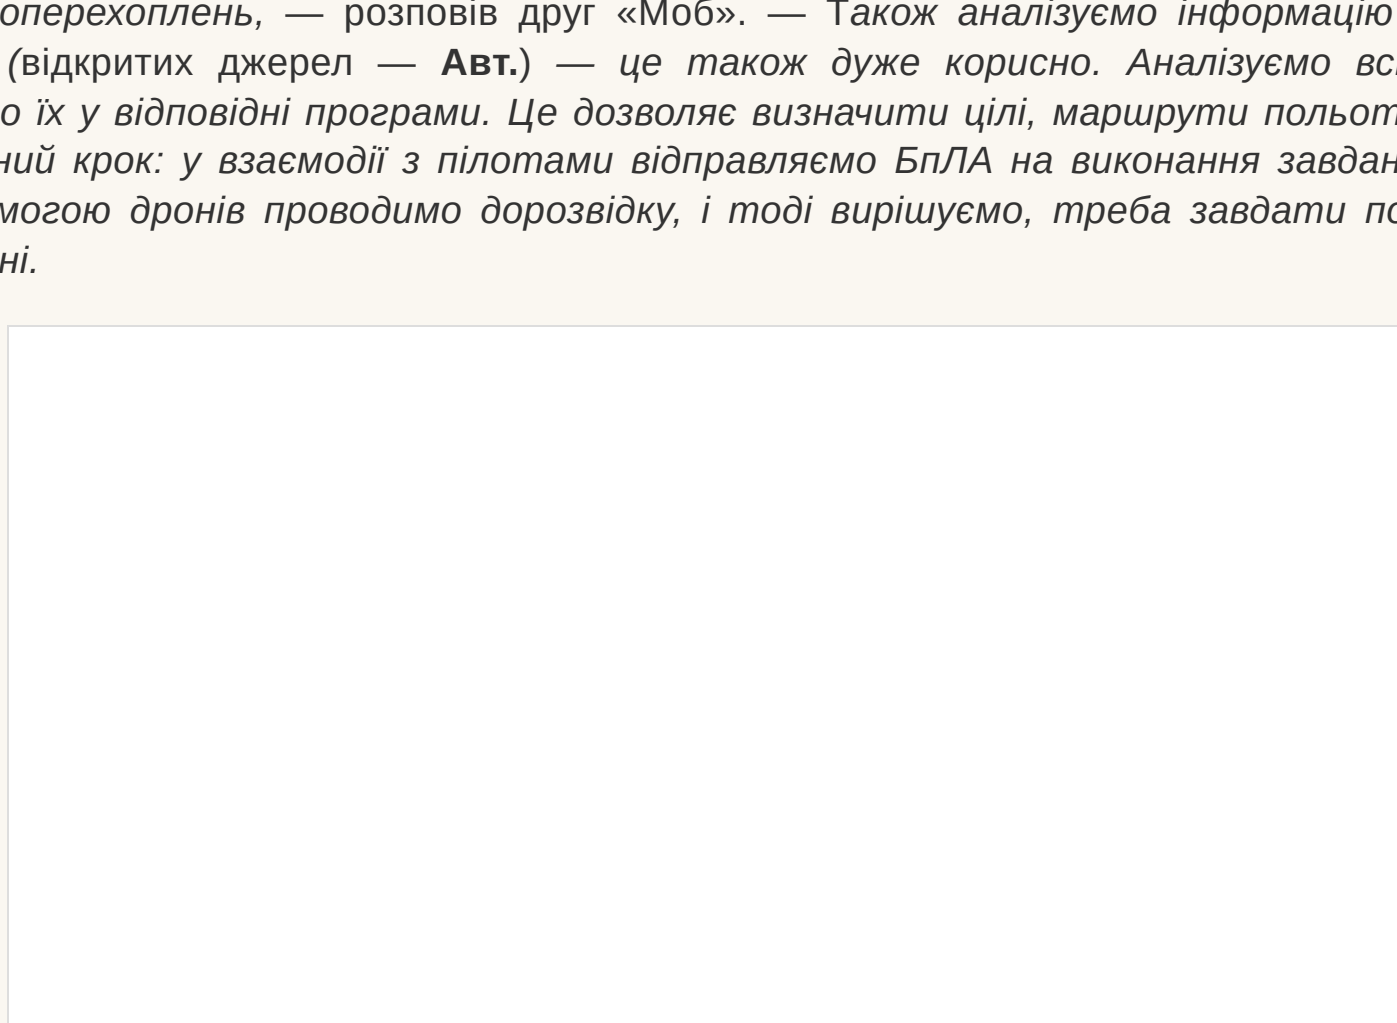 оперехоплень, — розповів друг «Моб». — Також аналізуємо інформацію
(відкритих джерел — Авт.) — це також дуже корисно. Аналізуємо всі
о їх у відповідні програми. Це дозволяє визначити цілі, маршрути польот
ний крок: у взаємодії з пілотами відправляємо БпЛА на виконання завдан
могою дронів проводимо дорозвідку, і тоді вирішуємо, треба завдати по
ні.